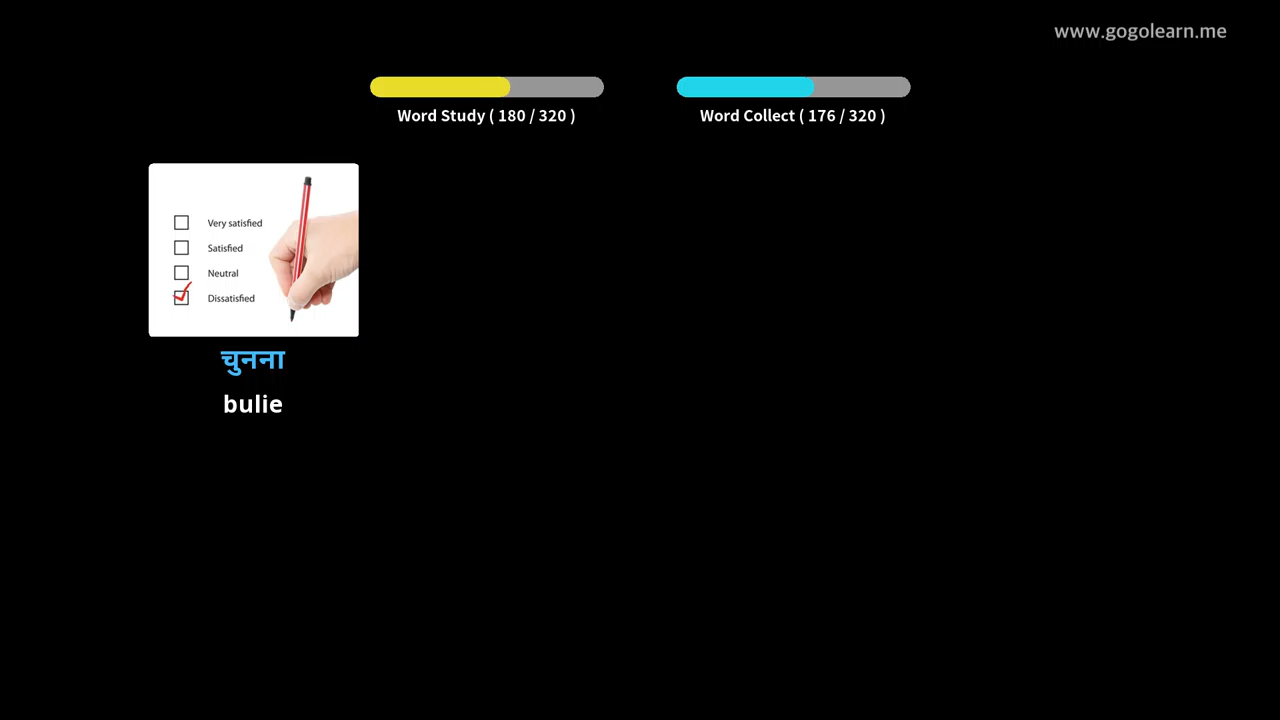 www.gogolearn.me
Word Study ( 180 / 320 )
Word Collect ( 176 / 320 )
Very satisfied
Satisfied
Neutral
Dissatisfied
चुनना
bulie